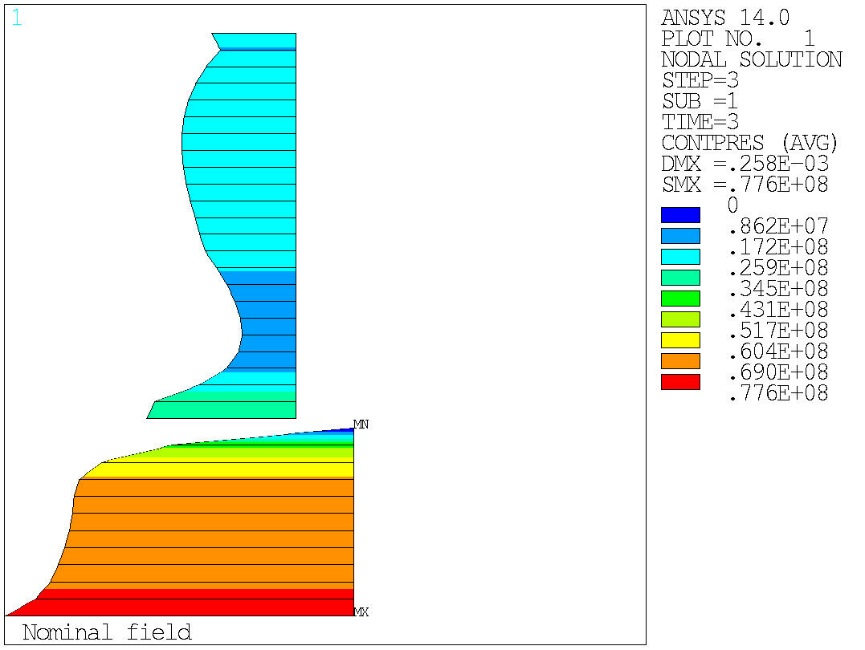 1
ANSYS 14.0
PLOT NO.   1
NODAL SOLUTION
STEP=3
SUB =1
TIME=3
CONTPRES (AVG)
DMX =.258E-03
SMX =.776E+08
0
.862E+07
.172E+08
.259E+08
.345E+08
.431E+08
.517E+08
.604E+08
.690E+08
.776E+08
MN
MX
Nominal field